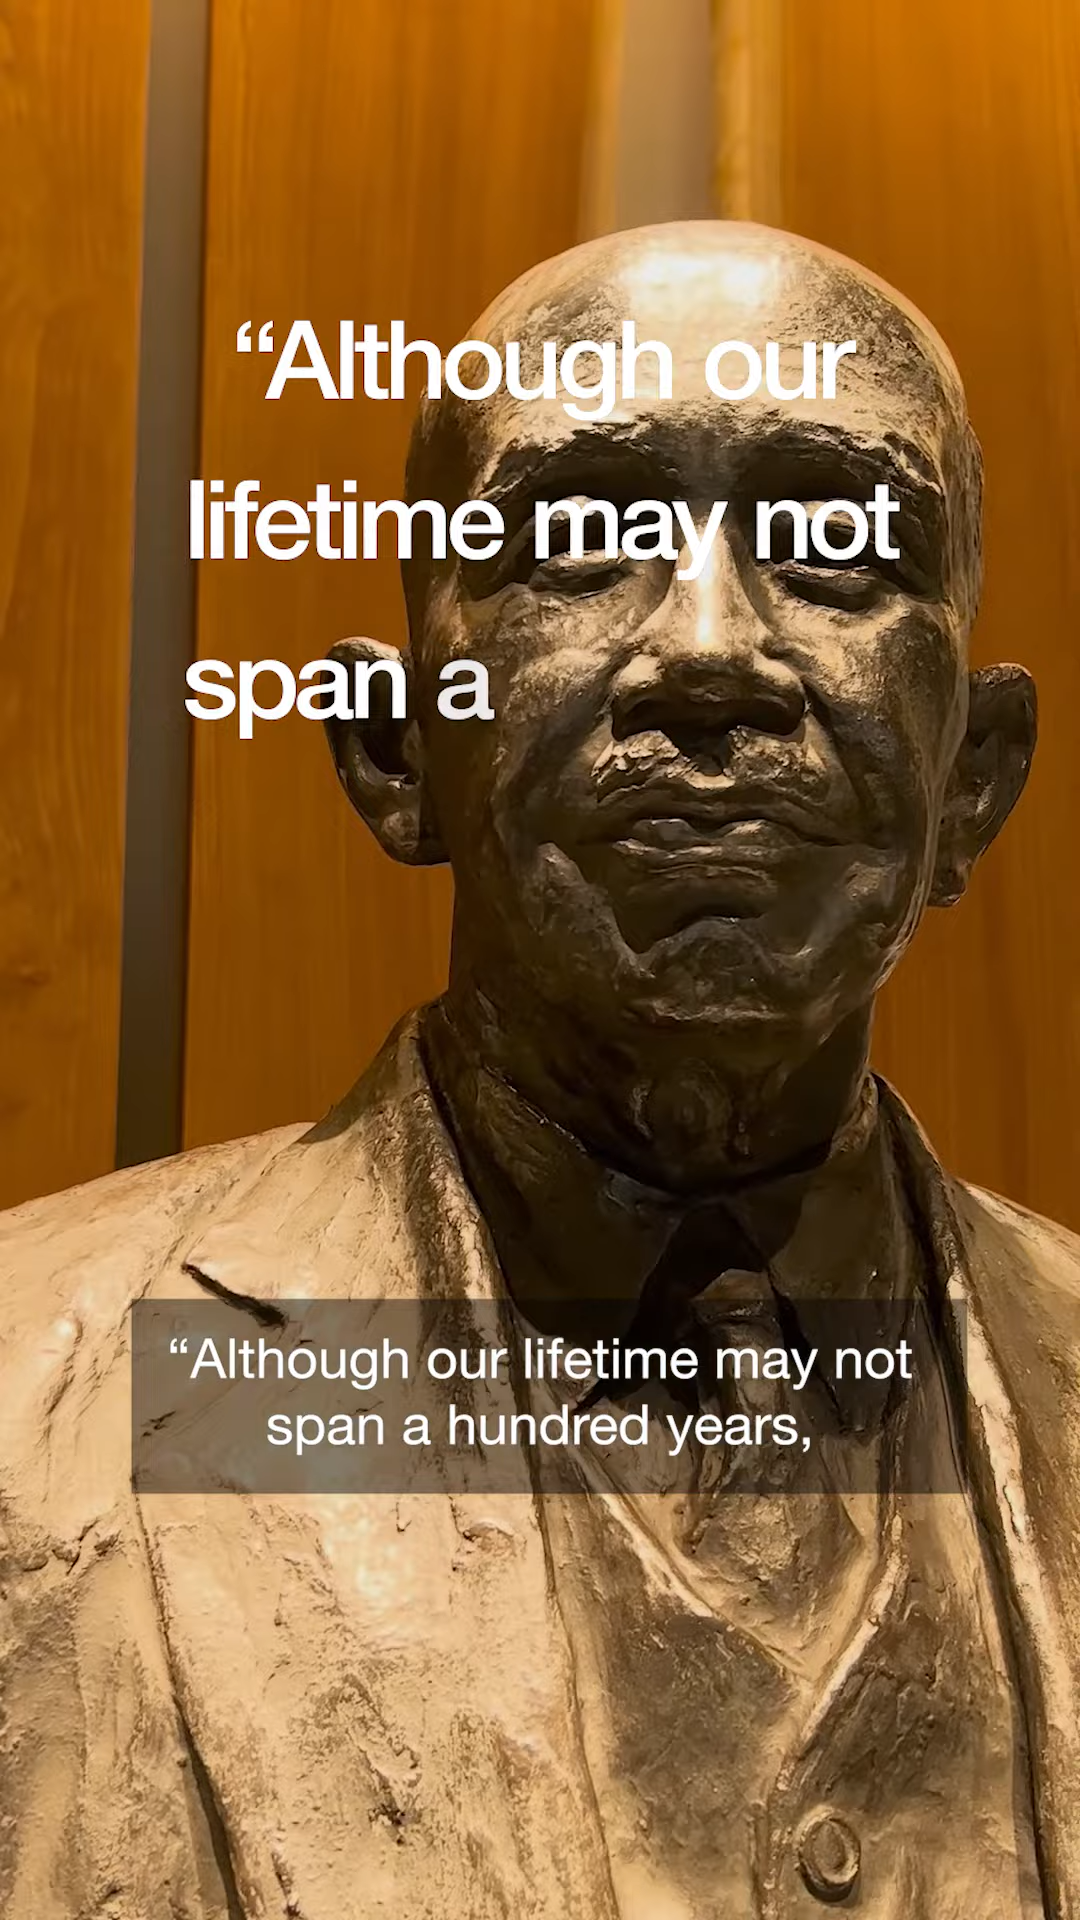 “Although our
lifetime may not
span a
“Although our lifetime may not
span a hundred years,